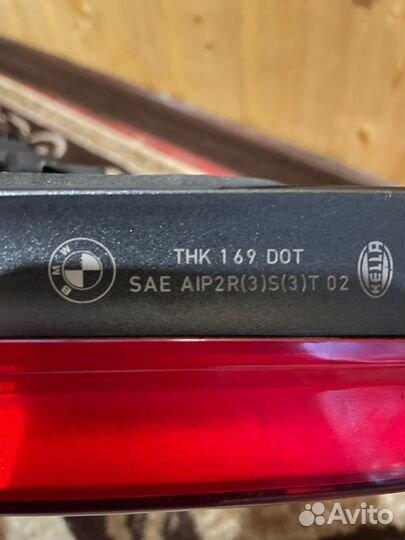 BMW
THK 169 DOT
SAE AIP2R(3)S(3)T 02
HELLA
Avito